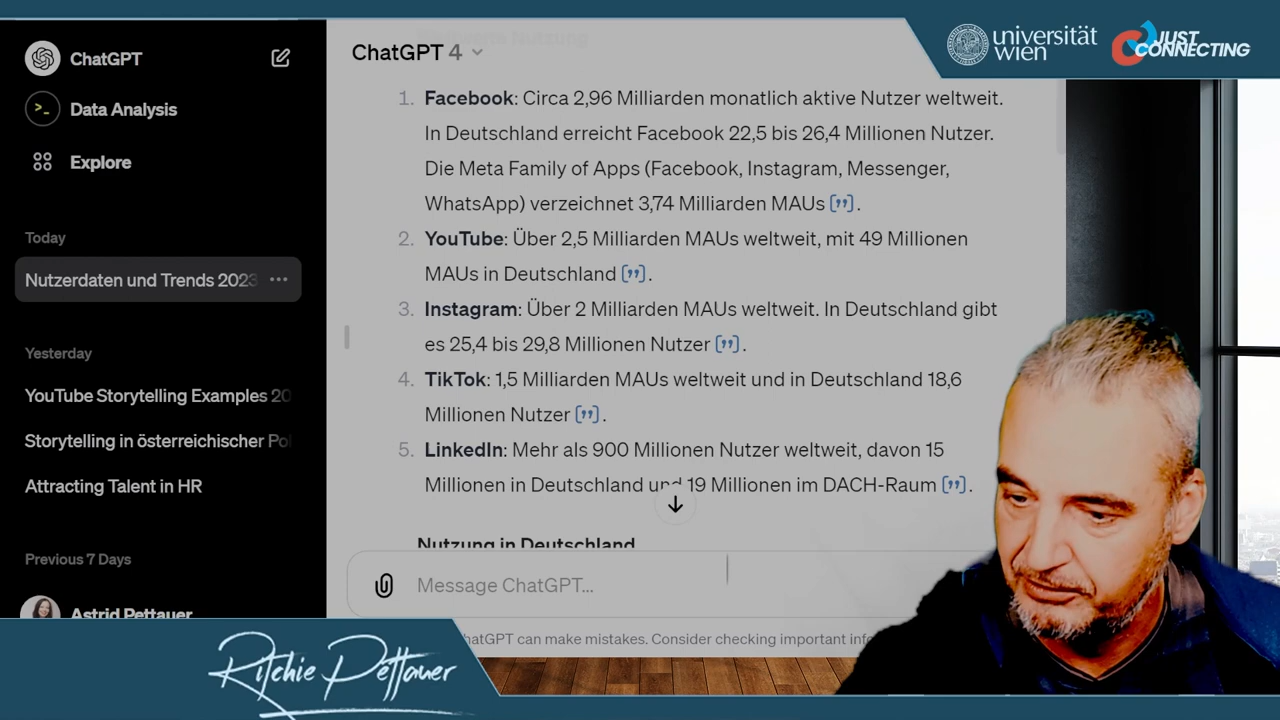 ChatGPT
Data Analysis
Explore
Today
Nutzerdaten und Trends 2023
Yesterday
YouTube Storytelling Examples 20
Storytelling in österreichischer Po
Attracting Talent in HR
Previous 7 Days
Astrid Pettauer
ChatGPT 4
1. Facebook: Circa 2,96 Milliarden monatlich aktive Nutzer weltweit.
In Deutschland erreicht Facebook 22,5 bis 26,4 Millionen Nutzer.
Die Meta Family of Apps (Facebook, Instagram, Messenger,
WhatsApp) verzeichnet 3,74 Milliarden MAUs ["].
2. YouTube: Über 2,5 Milliarden MAUs weltweit, mit 49 Millionen
MAUs in Deutschland ["].
3. Instagram: Über 2 Milliarden MAUs weltweit. In Deutschland gibt
es 25,4 bis 29,8 Millionen Nutzer ["].
4. TikTok: 1,5 Milliarden MAUs weltweit und in Deutschland 18,6
Millionen Nutzer ["].
5. LinkedIn: Mehr als 900 Millionen Nutzer weltweit, davon 15
Millionen in Deutschland und 19 Millionen im DACH-Raum ["].
Nutzung in Deutschland
Message ChatGPT...
hatGPT can make mistakes. Consider checking important info
universität
wien
JUST
CONNECTING
Ritchie Pettauer